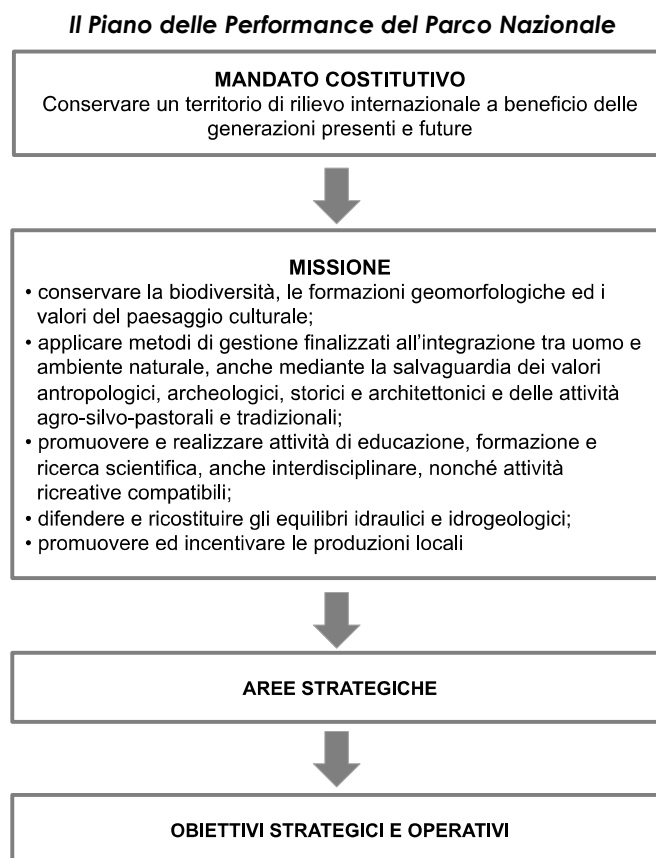 Il Piano delle Performance del Parco Nazionale
MANDATO COSTITUTIVO
Conservare un territorio di rilievo internazionale a beneficio delle
generazioni presenti e future
MISSIONE
• conservare la biodiversità, le formazioni geomorfologiche ed i
valori del paesaggio culturale;
• applicare metodi di gestione finalizzati all'integrazione tra uomo e
ambiente naturale, anche mediante la salvaguardia dei valori
antropologici, archeologici, storici e architettonici e delle attività
agro-silvo-pastorali e tradizionali;
• promuovere e realizzare attività di educazione, formazione e
ricerca scientifica, anche interdisciplinare, nonché attività
ricreative compatibili;
• difendere e ricostituire gli equilibri idraulici e idrogeologici;
• promuovere ed incentivare le produzioni locali
AREE STRATEGICHE
OBIETTIVI STRATEGICI E OPERATIVI